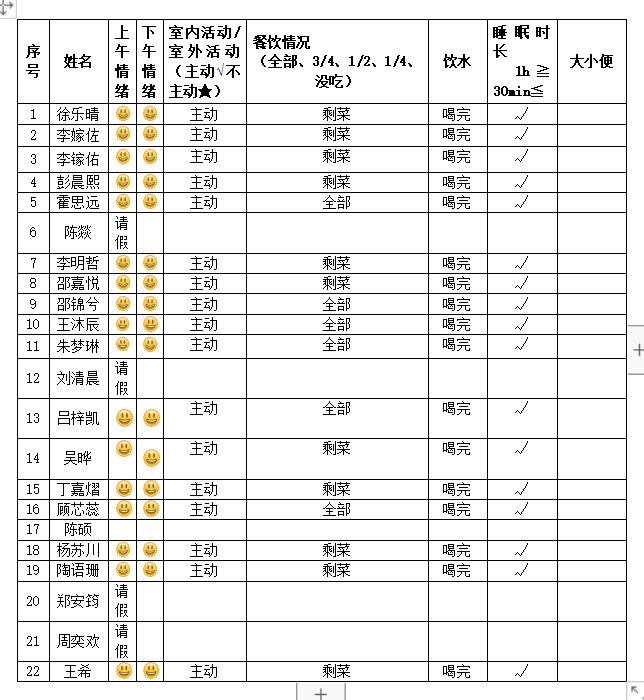 序号 姓名 上午情绪 下午情绪 室内活动/室外活动（主动√不主动★） 餐饮情况（全部、3/4、1/2、1/4、没吃） 饮水 睡眠时长 1h ≧ 30min≦ 大小便
1 徐乐晴 😃 😃 主动 剩菜 喝完 √
2 李嫁佐 😃 😃 主动 剩菜 喝完 √
3 李镓佑 😃 😃 主动 剩菜 喝完 √
4 彭晨熙 😃 😃 主动 剩菜 喝完 √
5 霍思远 😃 😃 主动 全部 喝完 √
6 陈燚 请假
7 李明哲 😃 😃 主动 剩菜 喝完 √
8 邵嘉悦 😃 😃 主动 剩菜 喝完 √
9 邵锦兮 😃 😃 主动 全部 喝完 √
10 王沐辰 😃 😃 主动 全部 喝完 √
11 朱梦琳 😃 😃 主动 全部 喝完 √
12 刘清晨 请假
13 吕梓凯 😃 😃 主动 全部 喝完 √
14 吴晔 😃 😃 主动 剩菜 喝完 √
15 丁嘉熠 😃 😃 主动 剩菜 喝完 √
16 顾芯蕊 😃 😃 主动 全部 喝完 √
17 陈硕
18 杨苏川 😃 😃 主动 剩菜 喝完 √
19 陶语珊 😃 😃 主动 剩菜 喝完 √
20 郑安筠 请假
21 周奕欢 请假
22 王希 😃 😃 主动 剩菜 喝完 √